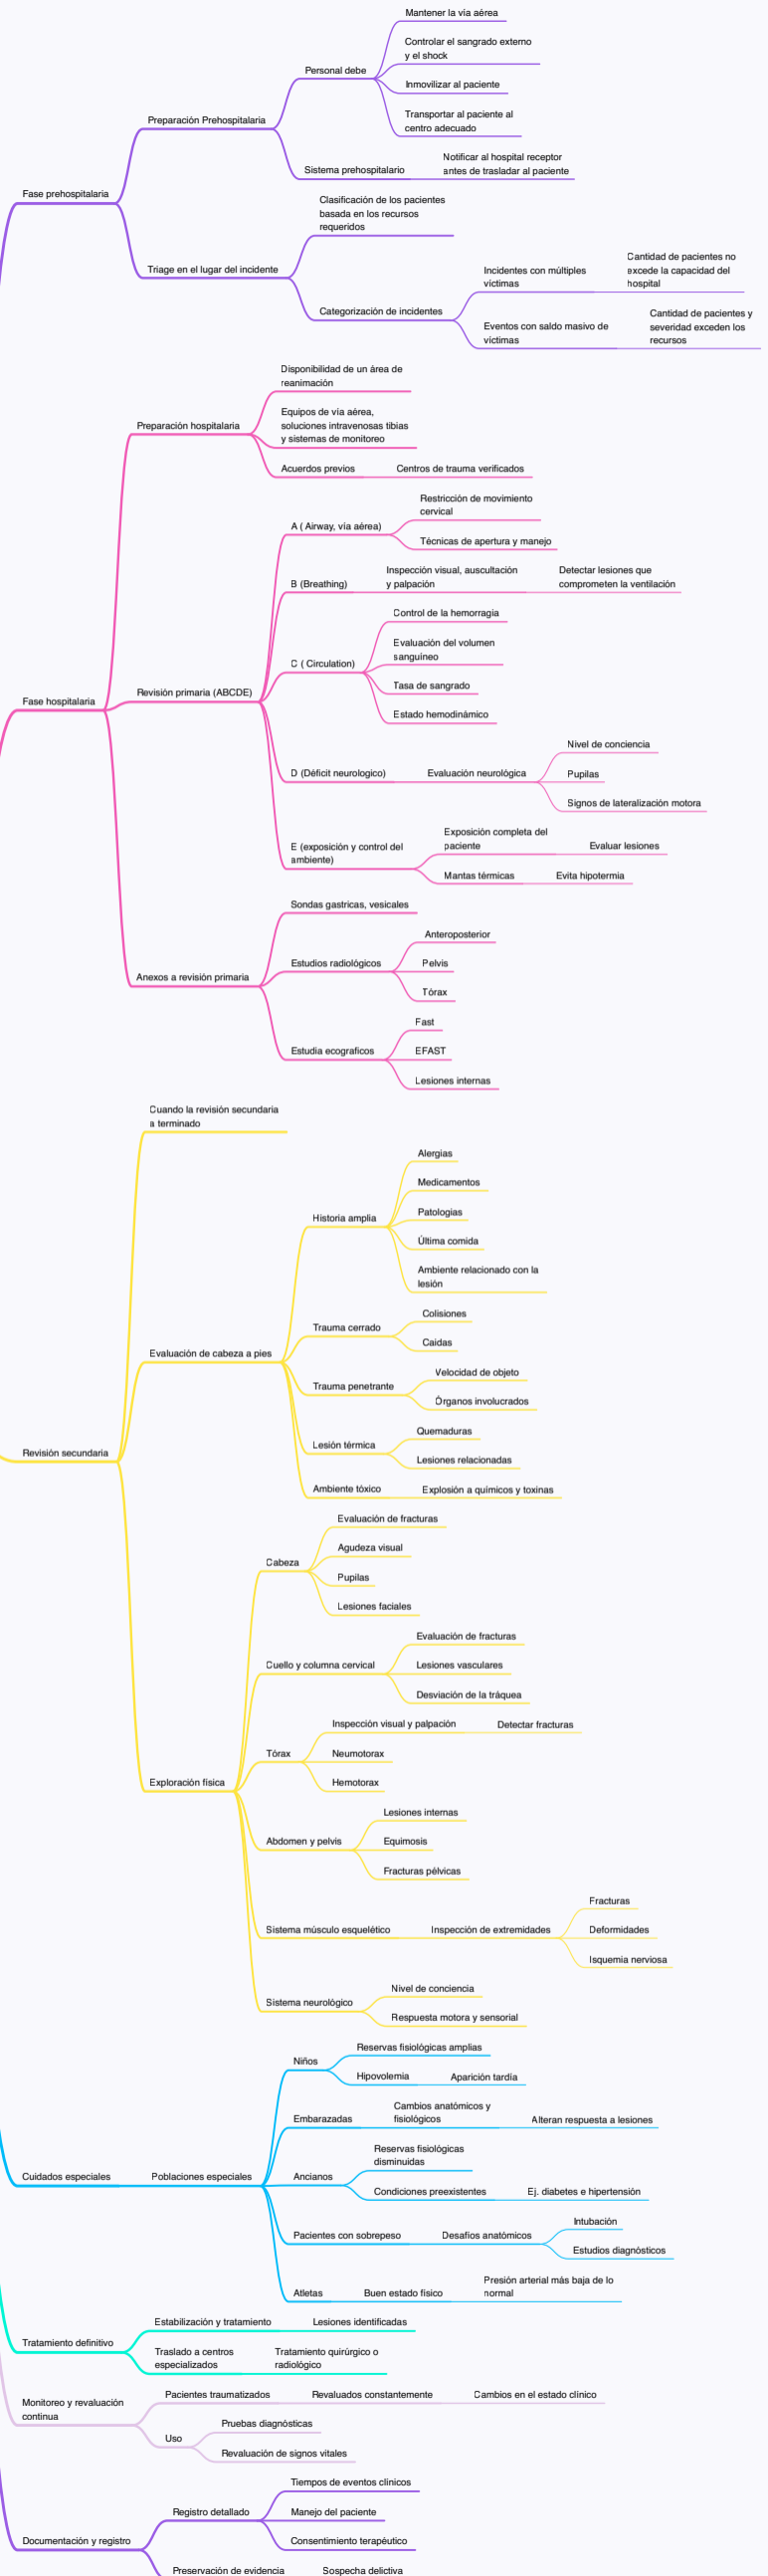 Mantener la vía aérea
Controlar el sangrado externo
y el shock
Personal debe
Inmovilizar al paciente
Transportar al paciente al
centro adecuado
Preparación Prehospitalaria
Notificar al hospital receptor
Sistema prehospitalario
antes de trasladar al paciente
Fase prehospitalaria
Clasificación de los pacientes
basada en los recursos
requeridos
Triage en el lugar del incidente
Cantidad de pacientes no
Incidentes con múltiples
excede la capacidad del
víctimas
hospital
Categorización de incidentes
Cantidad de pacientes y
Eventos con saldo masivo de
severidad exceden los
víctimas
recursos
Disponibilidad de un área de
reanimación
Equipos de vía aérea,
Preparación hospitalaria
soluciones intravenosas tibias
y sistemas de monitoreo
Acuerdos previos
Centros de trauma verificados
Restricción de movimiento
cervical
A ( Airway, vía aérea)
Técnicas de apertura y manejo
Inspección visual, auscultación
Detectar lesiones que
B (Breathing)
y palpación
comprometen la ventilación
Control de la hemorragia
Evaluación del volumen
sanguíneo
C ( Circulation)
Tasa de sangrado
Fase hospitalaria
Revisión primaria (ABCDE)
Estado hemodinámico
Nivel de conciencia
D (Déficit neurologico)
Evaluación neurológica
Pupilas
Signos de lateralización motora
Exposición completa del
E (exposición y control del
paciente
Evaluar lesiones
ambiente)
Mantas térmicas
Evita hipotermia
Sondas gastricas, vesicales
Anteroposterior
Estudios radiológicos
Pelvis
Anexos a revisión primaria
Tórax
Fast
Estudia ecograficos
EFAST
Lesiones internas
Cuando la revisión secundaria
a terminado
Alergias
Medicamentos
Historia amplia
Patologias
Última comida
Ambiente relacionado con la
lesión
Colisiones
Trauma cerrado
Caidas
Evaluación de cabeza a pies
Velocidad de objeto
Trauma penetrante
Órganos involucrados
Quemaduras
Lesión térmica
Revisión secundaria
Lesiones relacionadas
Ambiente tóxico
Explosión a químicos y toxinas
Evaluación de fracturas
Agudeza visual
Cabeza
Pupilas
Lesiones faciales
Evaluación de fracturas
Cuello y columna cervical
Lesiones vasculares
Desviación de la tráquea
Inspección visual y palpación
Detectar fracturas
Tórax
Neumotorax
Exploración física
Hemotorax
Lesiones internas
Abdomen y pelvis
Equimosis
Fracturas pélvicas
Fracturas
Sistema músculo esquelético
Inspección de extremidades
Deformidades
Isquemia nerviosa
Nivel de conciencia
Sistema neurológico
Respuesta motora y sensorial
Reservas fisiológicas amplias
Niños
Hipovolemia
Aparición tardía
Cambios anatómicos y
Embarazadas
fisiológicos
Alteran respuesta a lesiones
Reservas fisiológicas
disminuidas
Cuidados especiales
Poblaciones especiales
Ancianos
Condiciones preexistentes
Ej. diabetes e hipertensión
Intubación
Pacientes con sobrepeso
Desafíos anatómicos
Estudios diagnósticos
Presión arterial más baja de lo
Atletas
Buen estado físico
normal
Estabilización y tratamiento
Lesiones identificadas
Tratamiento definitivo
Traslado a centros
Tratamiento quirúrgico o
especializados
radiológico
Monitoreo y revaluación
Pacientes traumatizados
Revaluados constantemente
Cambios en el estado clínico
continua
Pruebas diagnósticas
Uso
Revaluación de signos vitales
Tiempos de eventos clínicos
Registro detallado
Manejo del paciente
Documentación y registro
Consentimiento terapéutico
Preservación de evidencia
Sospecha delictiva